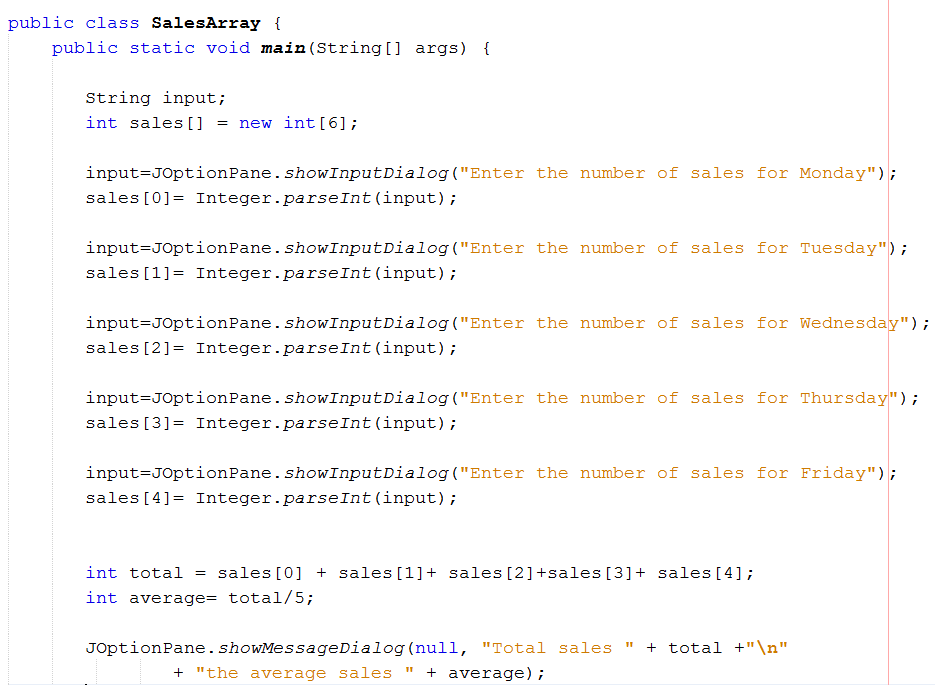 public class SalesArray {
public static void main(String[] args) {
String input;
int sales[] = new int[6];
input=JOptionPane.showInputDialog("Enter the number of sales for Monday");
sales[0]= Integer.parseInt(input);
input=JOptionPane.showInputDialog("Enter the number of sales for Tuesday");
sales[1]= Integer.parseInt(input);
input=JOptionPane.showInputDialog("Enter the number of sales for Wednesday");
sales[2]= Integer.parseInt(input);
input=JOptionPane.showInputDialog("Enter the number of sales for Thursday");
sales[3]= Integer.parseInt(input);
input=JOptionPane.showInputDialog("Enter the number of sales for Friday");
sales[4]= Integer.parseInt(input);
int total = sales[0] + sales[1]+ sales[2]+sales[3]+ sales[4];
int average= total/5;
JOptionPane.showMessageDialog(null, "Total sales " + total +"\n"
+ "the average sales " + average);